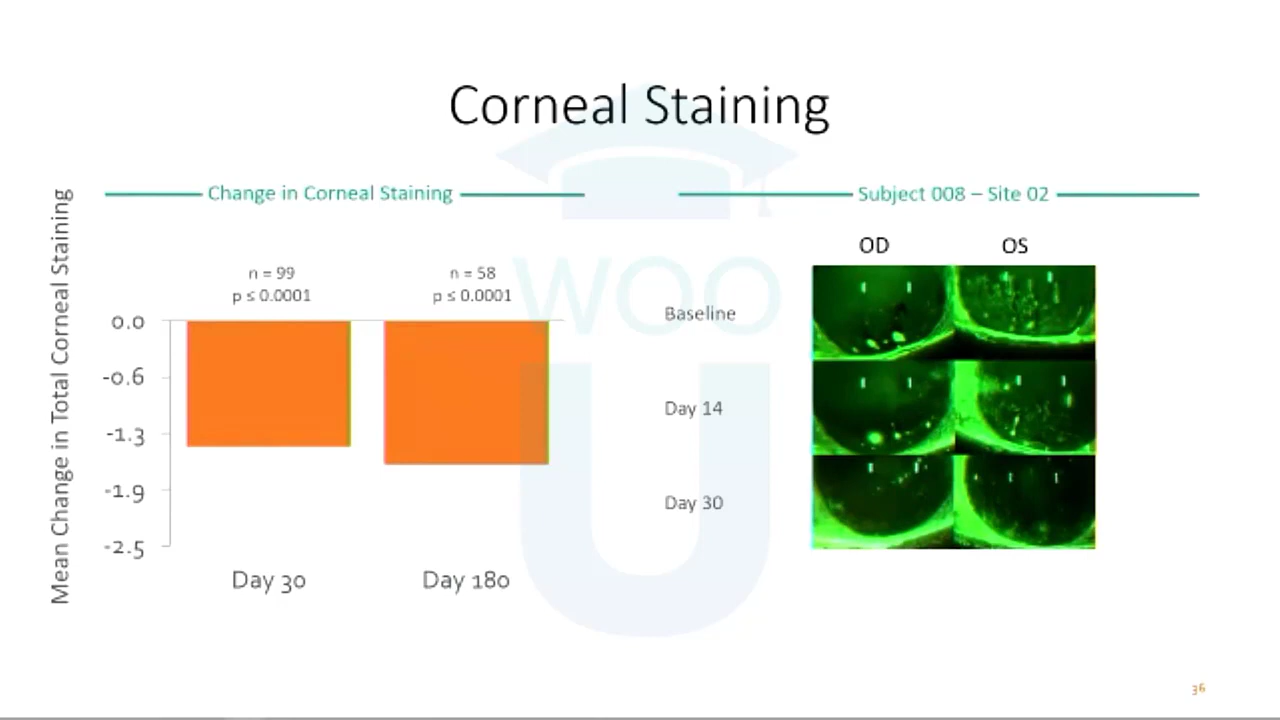 Corneal Staining
Change in Corneal Staining
Mean Change in Total Corneal Staining
n = 99
p ≤ 0.0001
n = 58
p ≤ 0.0001
0.0
-0.6
-1.3
-1.9
-2.5
Day 30
Day 180
Subject 008 – Site 02
OD
OS
Baseline
Day 14
Day 30
WOO
U
36